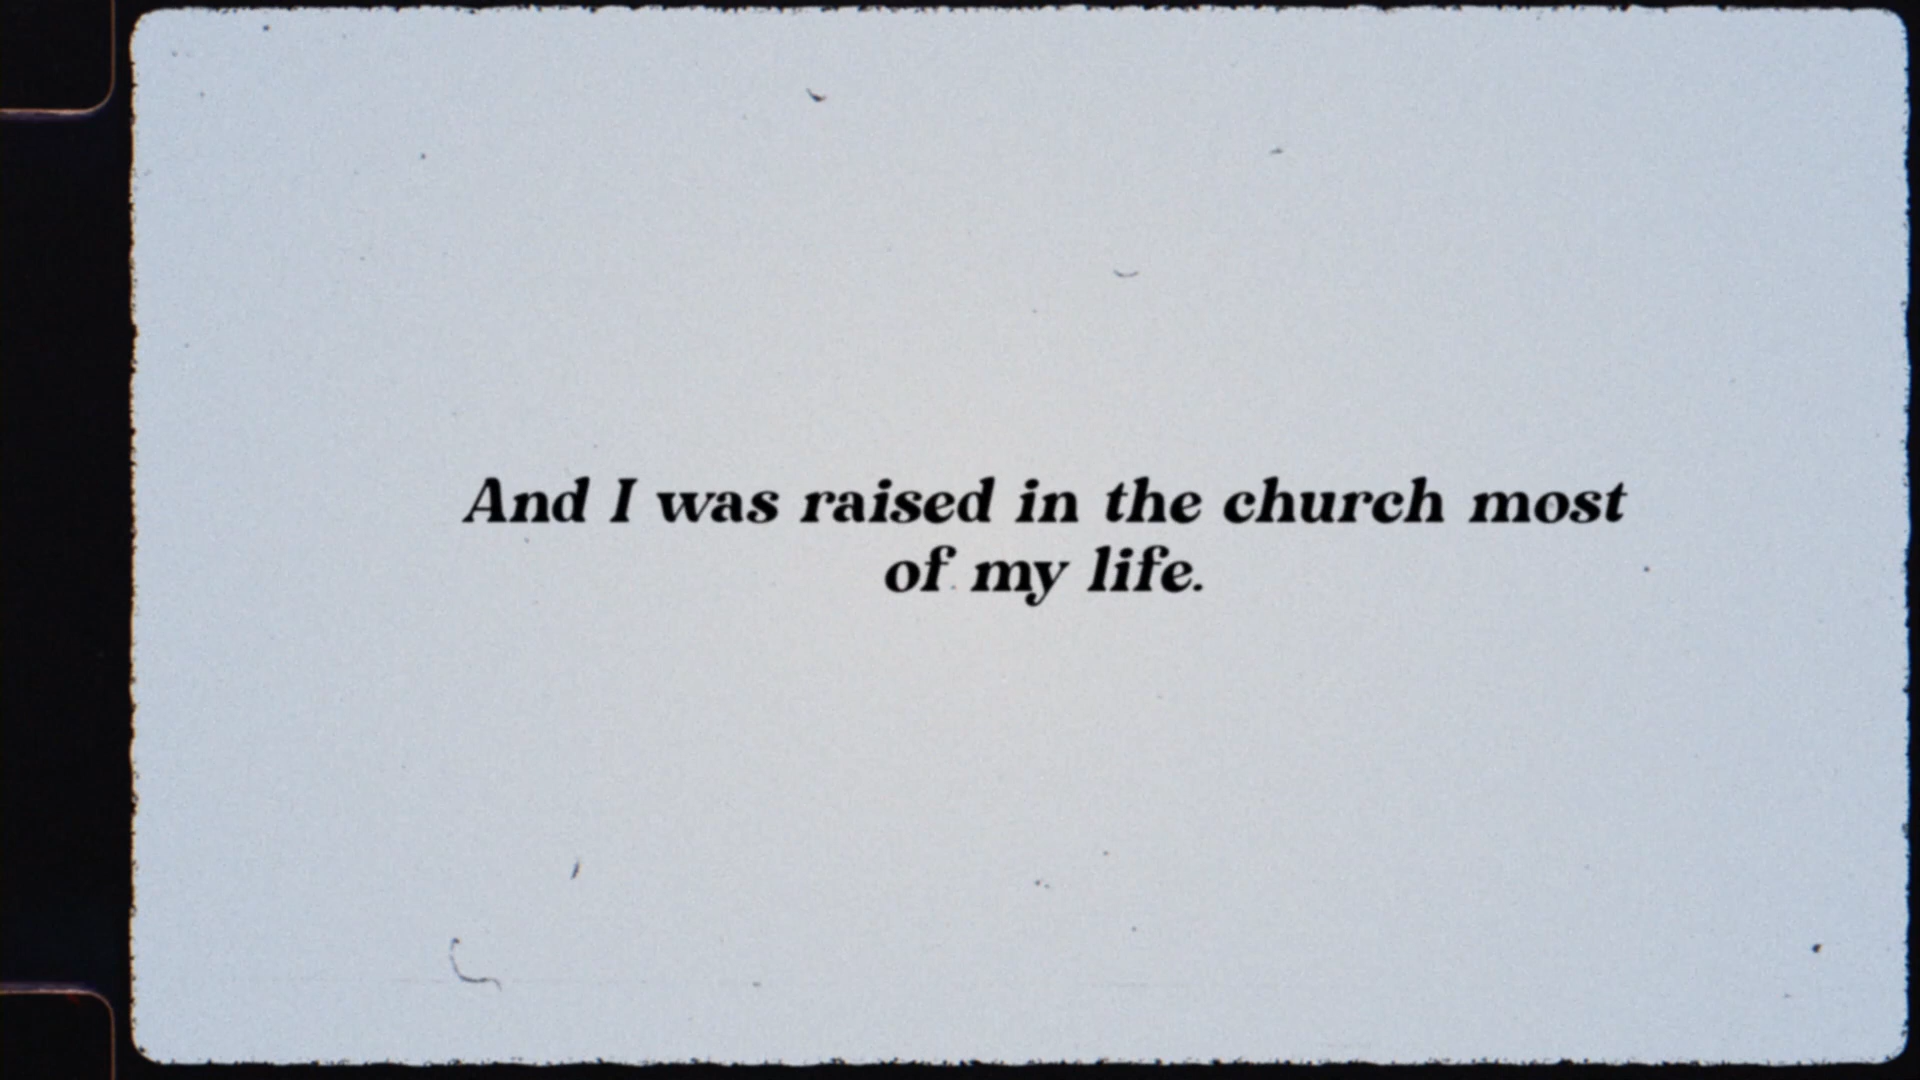 And I was raised in the church most
of my life.